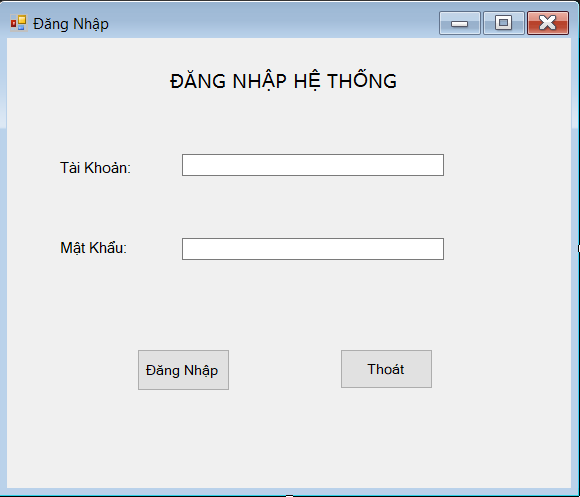 Đăng Nhập
ĐĂNG NHẬP HỆ THỐNG
Tài Khoản:
Mật Khẩu:
Đăng Nhập
Thoát